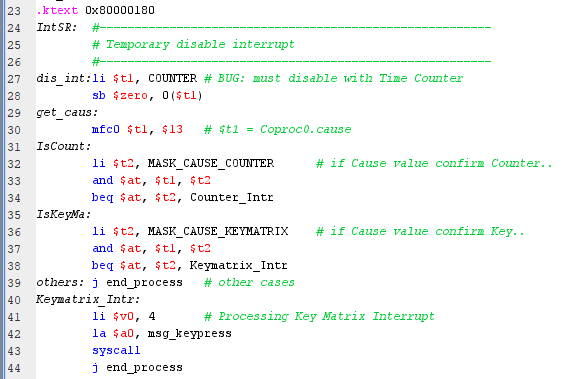 23 .ktext 0x80000180
24 IntSR: #--------------------------------------------------------
25 # Temporary disable interrupt
26 #--------------------------------------------------------
27 dis_int:li $t1, COUNTER # BUG: must disable with Time Counter
28 sb $zero, 0($t1)
29 get_caus:
30 mfc0 $t1, $13 # $t1 = Coproc0.cause
31 IsCount:
32 li $t2, MASK_CAUSE_COUNTER # if Cause value confirm Counter..
33 and $at, $t1, $t2
34 beq $at, $t2, Counter_Intr
35 IsKeyMa:
36 li $t2, MASK_CAUSE_KEYMATRIX # if Cause value confirm Key..
37 and $at, $t1, $t2
38 beq $at, $t2, Keymatrix_Intr
39 others: j end_process # other cases
40 Keymatrix_Intr:
41 li $v0, 4 # Processing Key Matrix Interrupt
42 la $a0, msg_keypress
43 syscall
44 j end_process